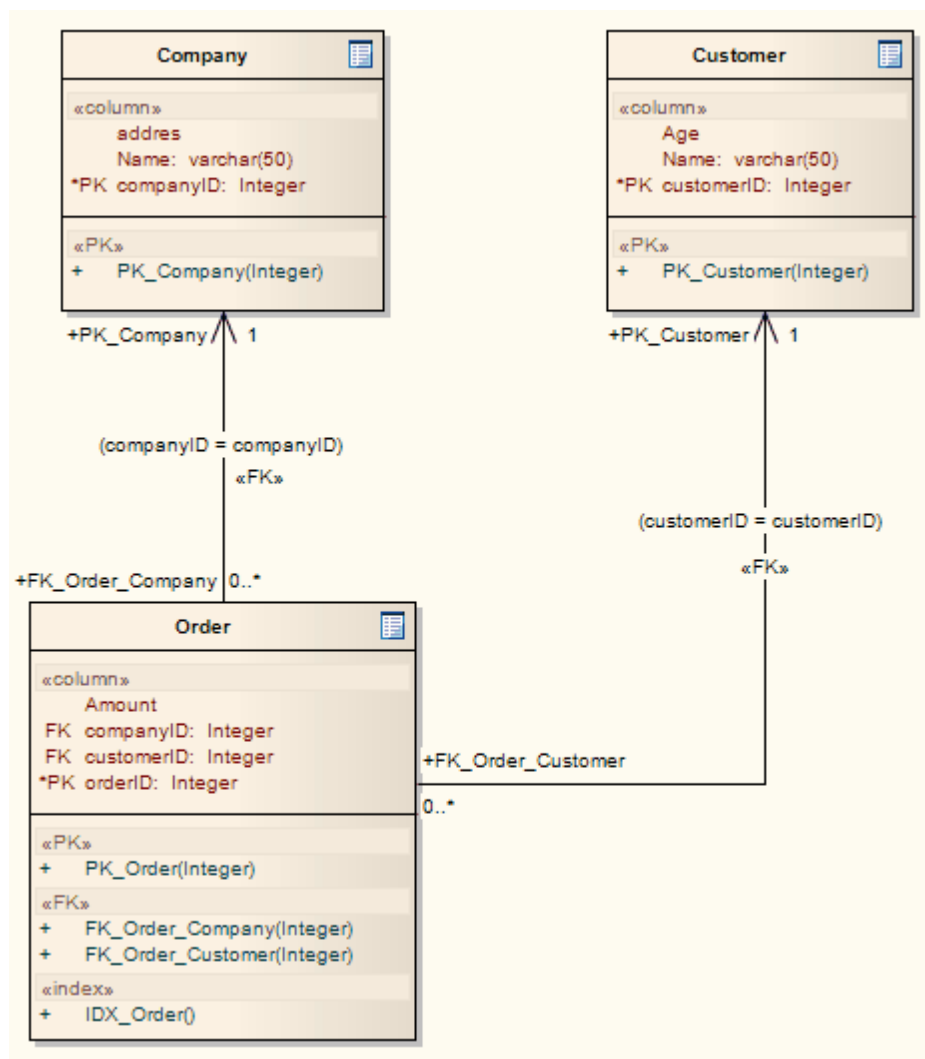 Company
«column»
addres
Name: varchar(50)
*PK companyID: Integer
«PK»
+ PK_Company(Integer)
Customer
«column»
Age
Name: varchar(50)
*PK customerID: Integer
«PK»
+ PK_Customer(Integer)
+PK_Company 1
+PK_Customer 1
(companyID = companyID)
«FK»
(customerID = customerID)
«FK»
+FK_Order_Company 0..*
Order
«column»
Amount
FK companyID: Integer
FK customerID: Integer
*PK orderID: Integer
«PK»
+ PK_Order(Integer)
«FK»
+ FK_Order_Company(Integer)
+ FK_Order_Customer(Integer)
«index»
+ IDX_Order()
+FK_Order_Customer
0..*